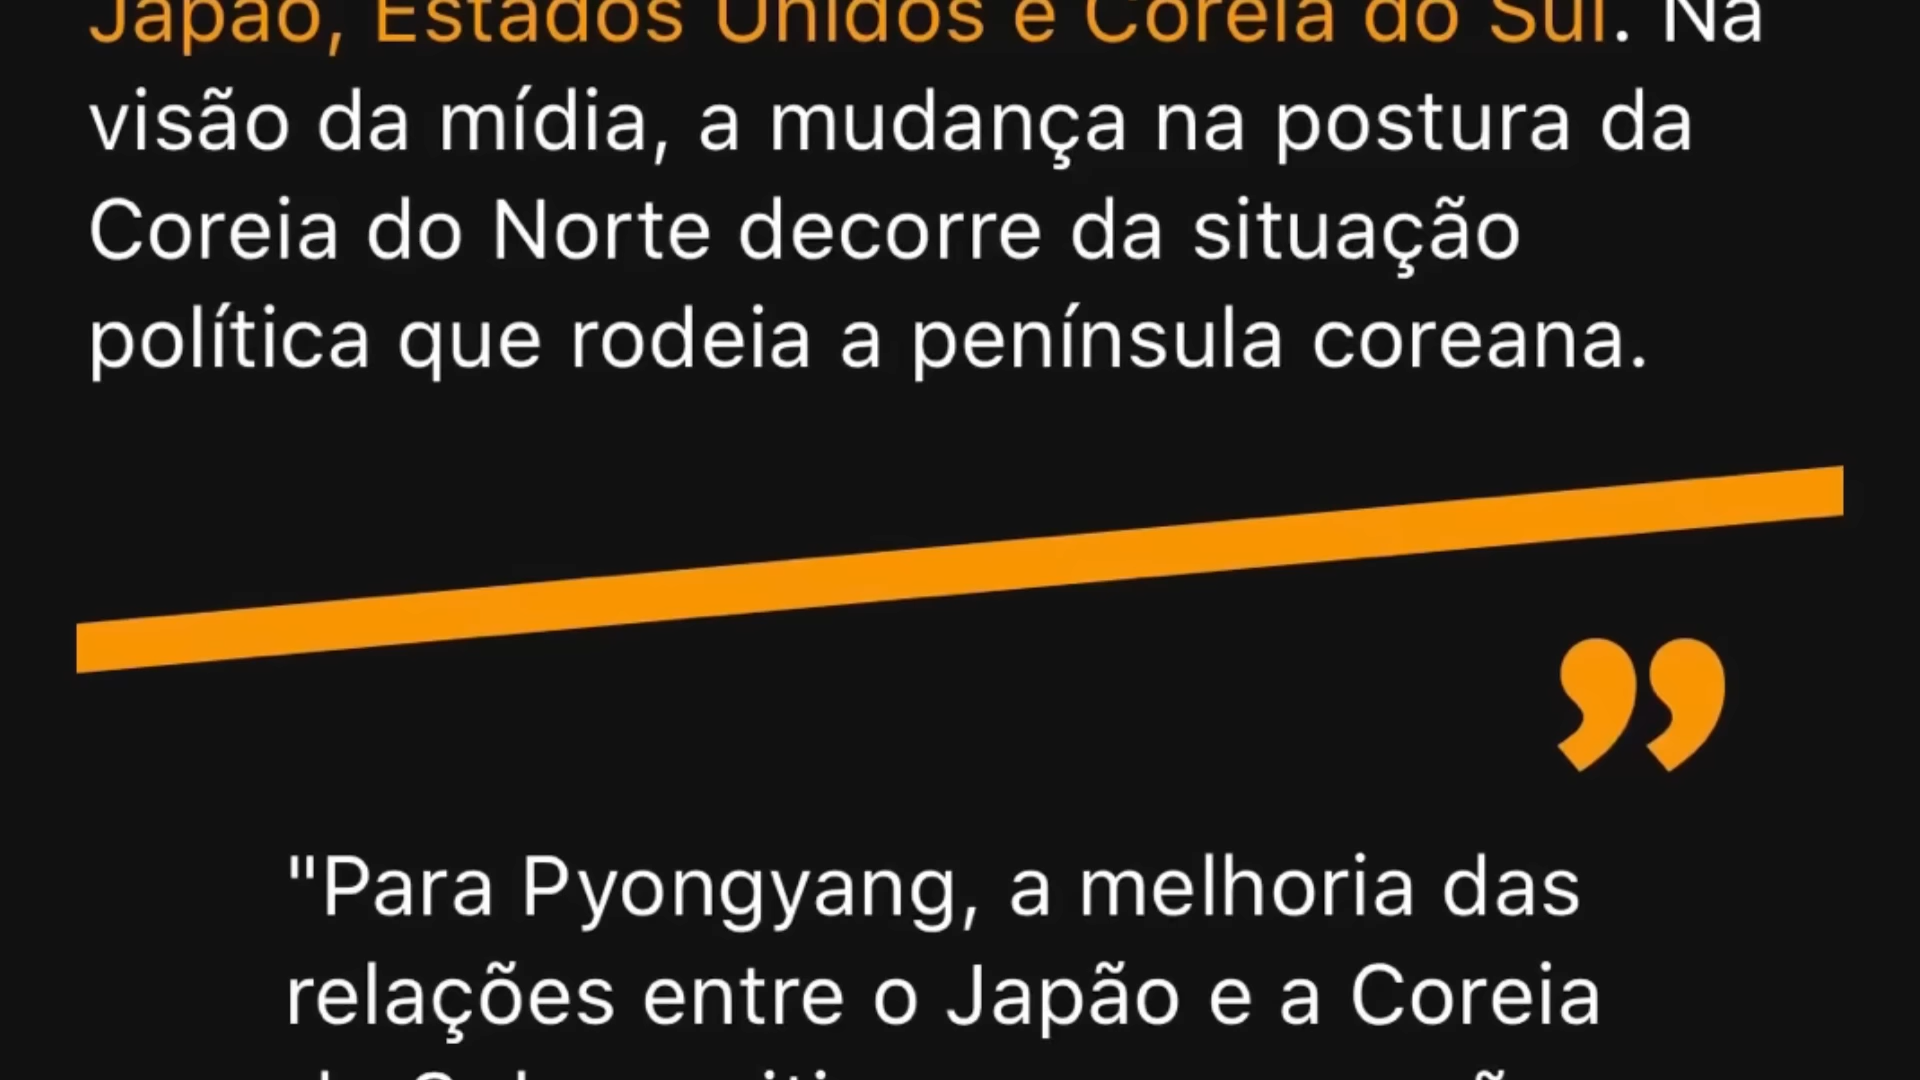 Japão, Estados Unidos e Coreia do Sul. Na
visão da mídia, a mudança na postura da
Coreia do Norte decorre da situação
política que rodeia a península coreana.
”
"Para Pyongyang, a melhoria das
relações entre o Japão e a Coreia